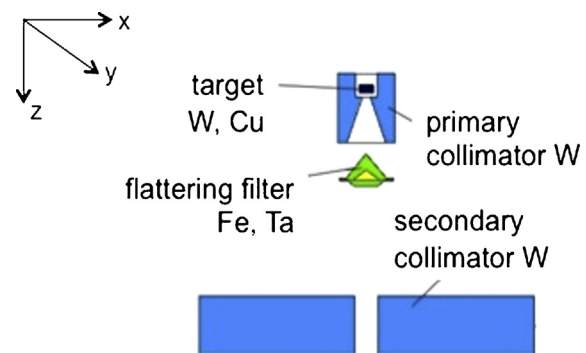 x
y
z
target
W, Cu
primary
collimator W
flattering filter
Fe, Ta
secondary
collimator W